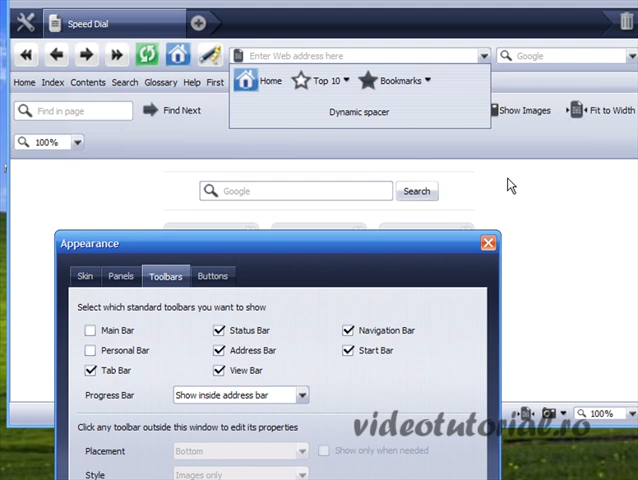 Speed Dial
Enter Web address here
Google
Home Index Contents Search Glossary Help First
Home Top 10 Bookmarks
Dynamic spacer
Find in page Find Next
Show Images Fit to Width
100%
Google Search
Appearance
Skin Panels Toolbars Buttons
Select which standard toolbars you want to show
Main Bar Status Bar Navigation Bar
Personal Bar Address Bar Start Bar
Tab Bar View Bar
Progress Bar Show inside address bar
100%
videotutorial.ro
Click any toolbar outside this window to edit its properties
Placement Bottom Show only when needed
Style Images only